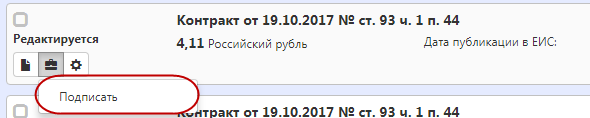 Контракт от 19.10.2017 № ст. 93 ч. 1 п. 44
Редактируется
4,11 Российский рубль
Дата публикации в ЕИС:
Подписать
Контракт от 19.10.2017 № ст. 93 ч. 1 п. 44